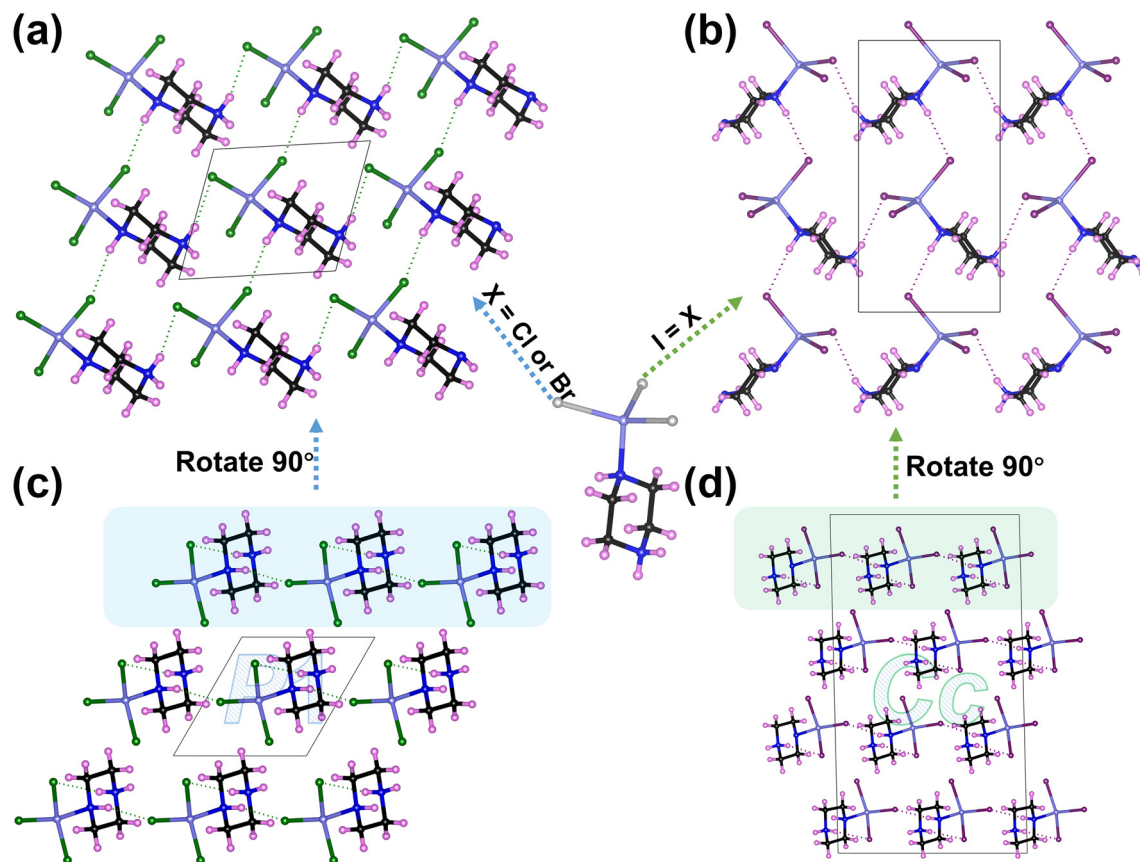 (a)
(b)
X = Cl or Br
I = X
Rotate 90°
Rotate 90°
(c)
(d)
P1
Cc